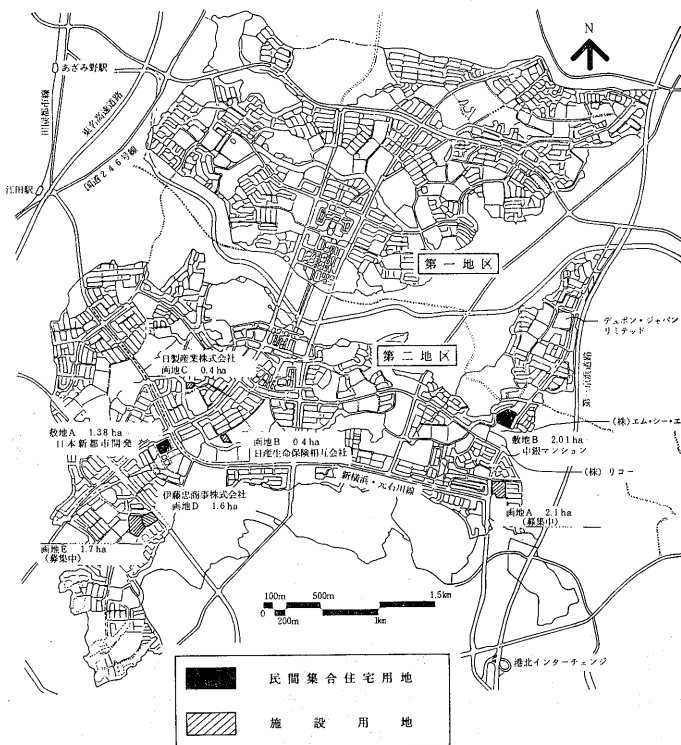 N
あざみ野駅
田園都市線
東名高速道路
国道246号線
江田駅
第一地区
第二地区
デュポン・ジャパン
リミテッド
日製産業株式会社
画地C 0.4ha
敷地A 1.38ha
日本新都市開発
画地B 0.4ha
日産生命保険相互会社
(株)エム・シー・エ
敷地B 2.01ha
中銀マンション
(株)リコー
新横浜・元石川線
伊藤忠商事株式会社
画地D 1.6ha
画地A 2.1ha
(募集中)
画地E 1.7ha
(募集中)
100m 500m 1.5km
0 200m 1km
港北インターチェンジ
民間集合住宅用地
施設用地